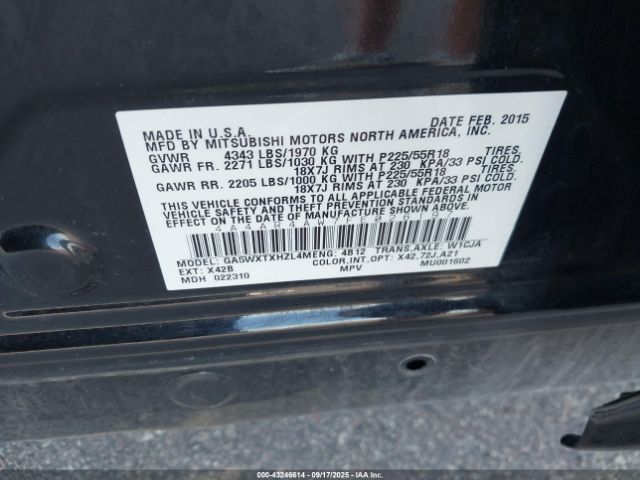 MADE IN U.S.A. DATE FEB. 2015
MFD BY MITSUBISHI MOTORS NORTH AMERICA, INC.
GVWR 4343 LBS/1970 KG
GAWR FR. 2271 LBS/1030 KG WITH P225/55R18 TIRES,
18X7J RIMS AT 230 KPA/33 PSI COLD.
GAWR RR. 2205 LBS/1000 KG WITH P225/55R18 TIRES,
18X7J RIMS AT 230 KPA/33 PSI COLD.
THIS VEHICLE CONFORMS TO ALL APPLICABLE FEDERAL MOTOR
VEHICLE SAFETY AND THEFT PREVENTION STANDARDS IN EFFECT ON THE
DATE OF MANUFACTURE SHOWN ABOVE.
MODEL: GA5WXTXHZL4M ENG: 4B12 TRANS,AXLE: W1CJA
EXT: X42B COLOR,INT,OPT: X42,72J,A21
MDH 022310 MPV MU001602
© COPY - 43246614 - 09/17/2025 - IAA Inc.